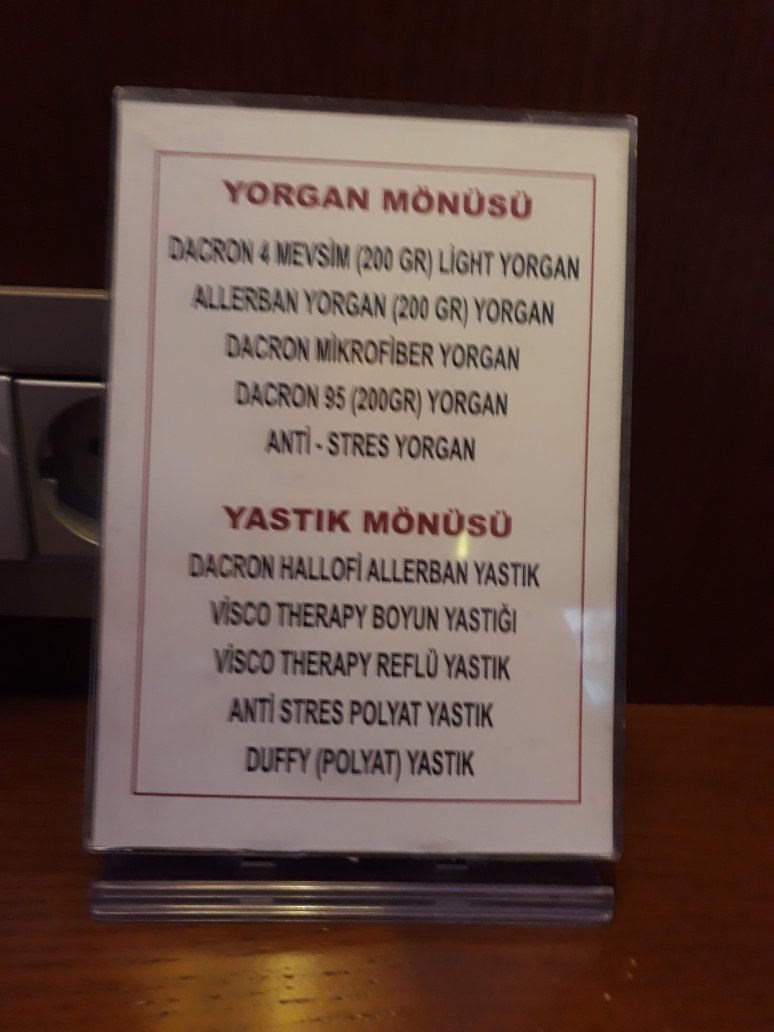 YORGAN MÖNÜSÜ
DACRON 4 MEVSİM (200 GR) LİGHT YORGAN
ALLERBAN YORGAN (200 GR) YORGAN
DACRON MİKROFİBER YORGAN
DACRON 95 (200GR) YORGAN
ANTİ - STRES YORGAN
YASTIK MÖNÜSÜ
DACRON HALLOFİ ALLERBAN YASTIK
VİSCO THERAPY BOYUN YASTIĞI
VİSCO THERAPY REFLÜ YASTIK
ANTİ STRES POLYAT YASTIK
DUFFY (POLYAT) YASTIK